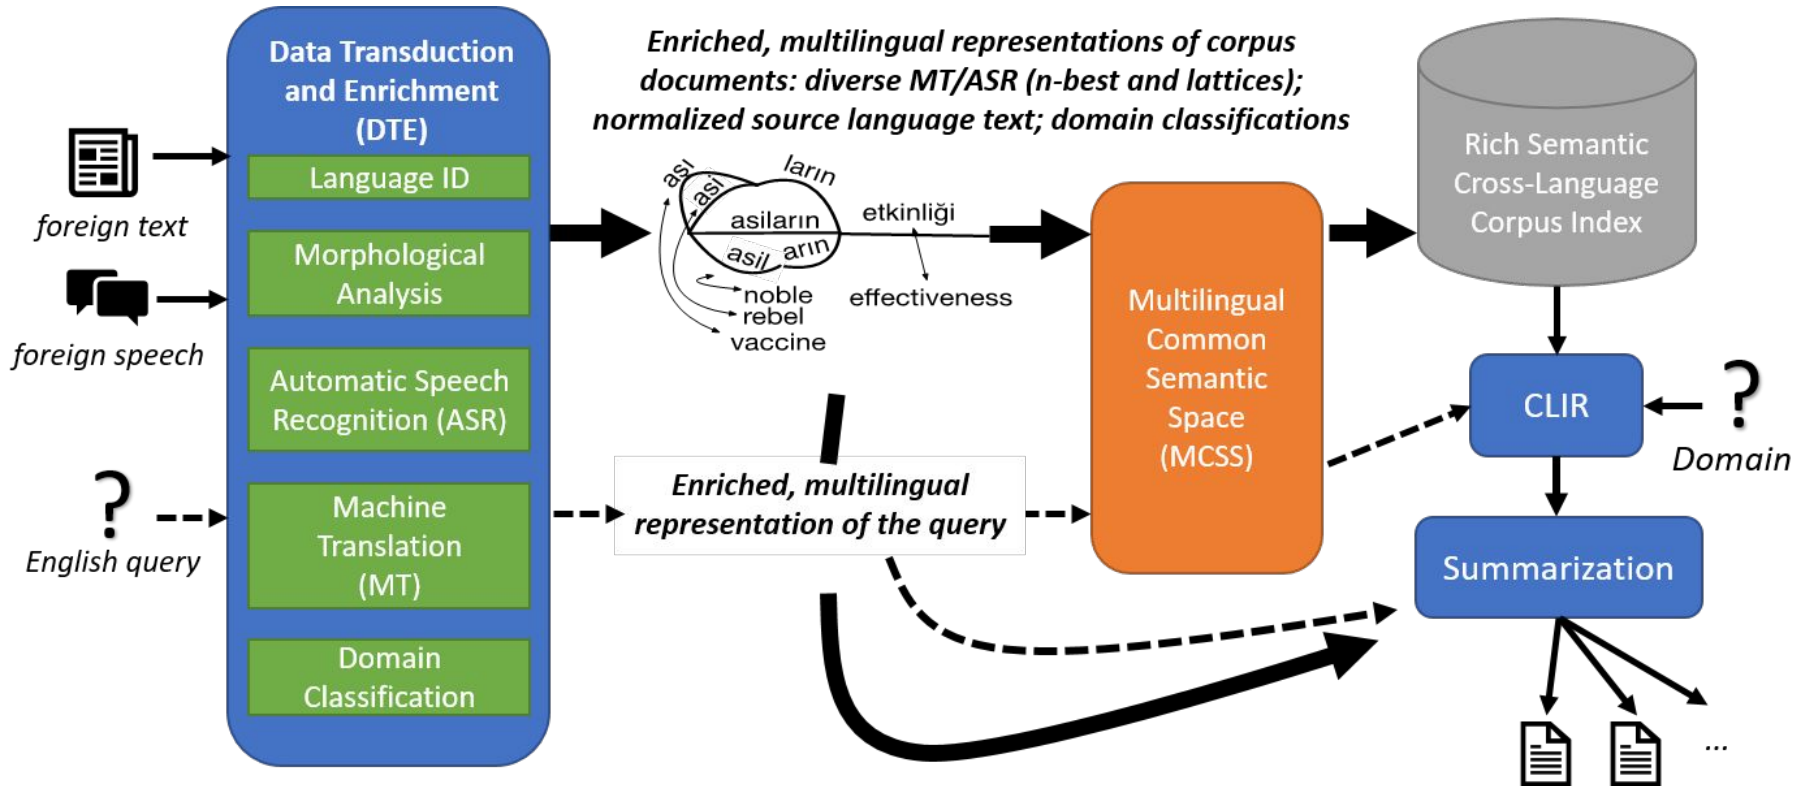 Data Transduction
and Enrichment
(DTE)
Language ID
Morphological
Analysis
Automatic Speech
Recognition (ASR)
Machine
Translation
(MT)
Domain
Classification
foreign text
foreign speech
?
English query
Enriched, multilingual representations of corpus
documents: diverse MT/ASR (n-best and lattices);
normalized source language text; domain classifications
aşı
asi
ların
asiların
etkinliği
asil
arın
noble
rebel
vaccine
effectiveness
Enriched, multilingual
representation of the query
Multilingual
Common
Semantic
Space
(MCSS)
Rich Semantic
Cross-Language
Corpus Index
CLIR
?
Domain
Summarization
...